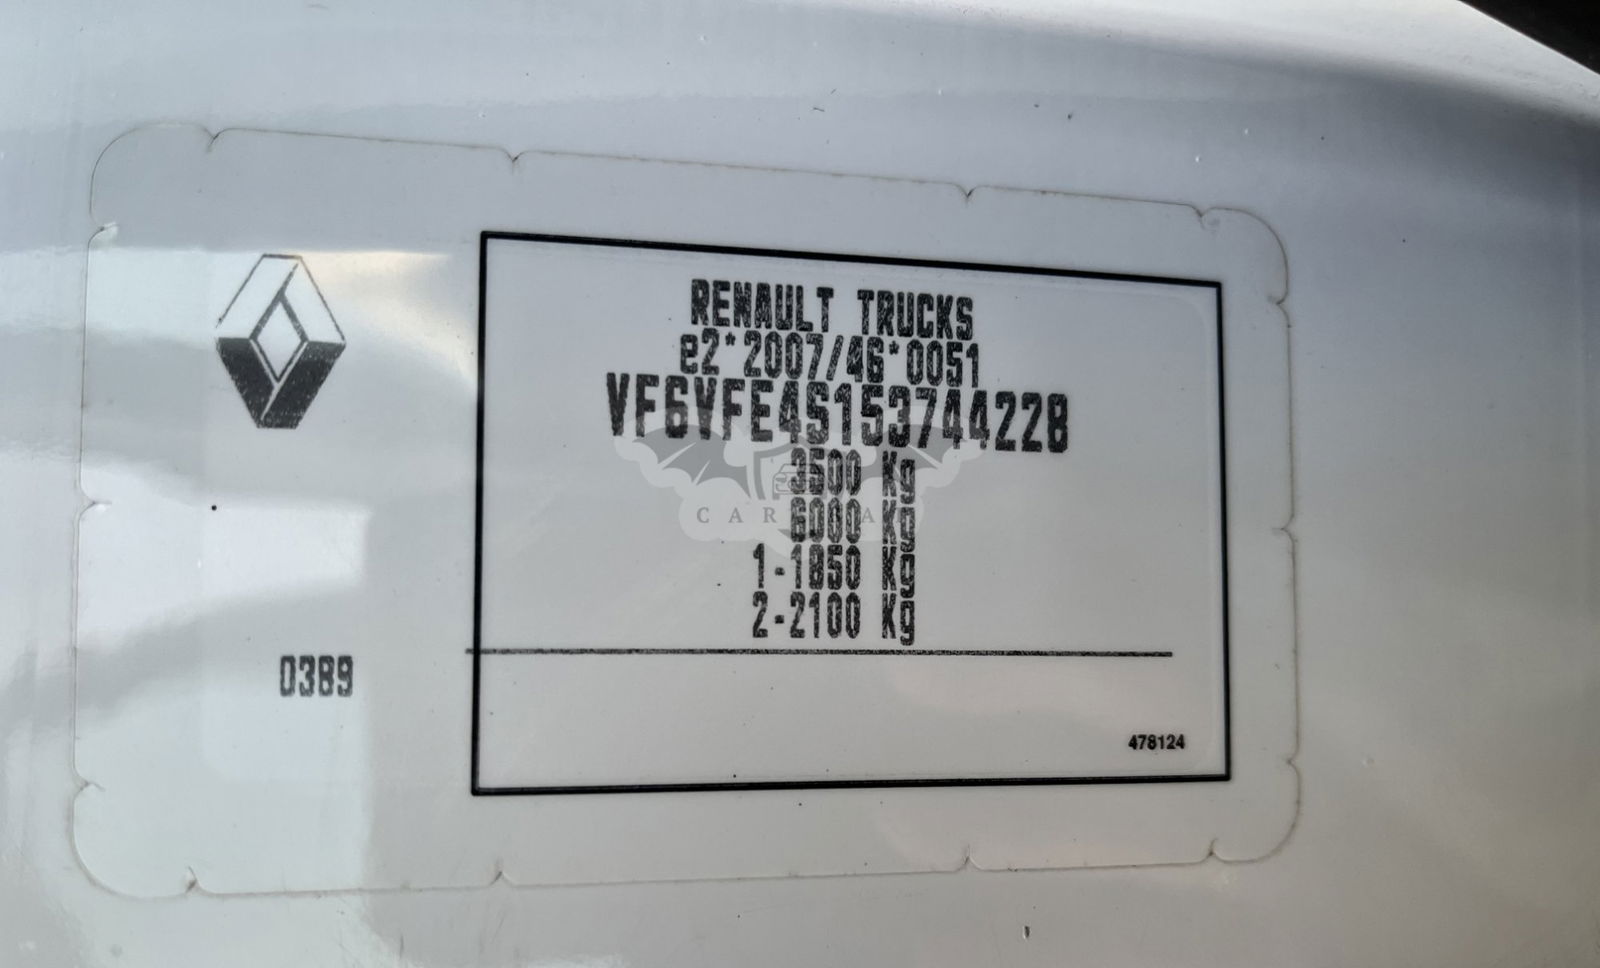 RENAULT TRUCKS
e2*2007/46*0051
VF6VFE4S153744228
3500 Kg
6000 Kg
1-1850 Kg
2-2100 Kg
0389
478124